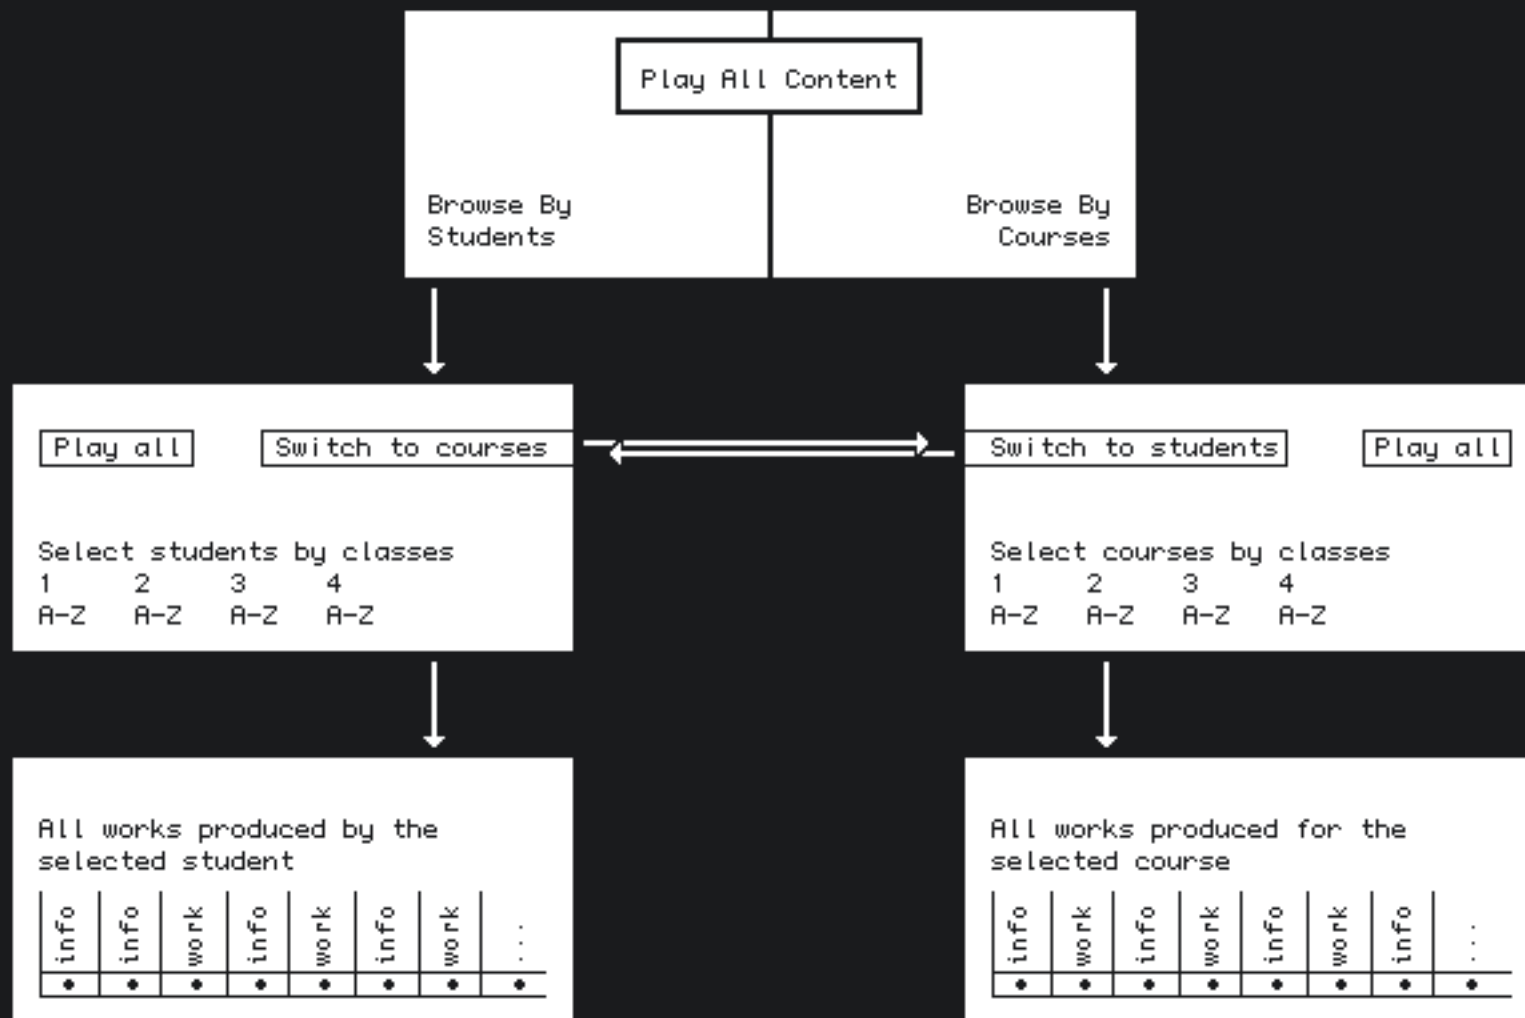 Play All Content
Browse By
Students
Browse By
Courses
Play all
Switch to courses
Select students by classes
1 2 3 4
A-Z A-Z A-Z A-Z
Switch to students
Play all
Select courses by classes
1 2 3 4
A-Z A-Z A-Z A-Z
All works produced by the
selected student
info info work info work info work ...
All works produced for the
selected course
info work info work info work info ...